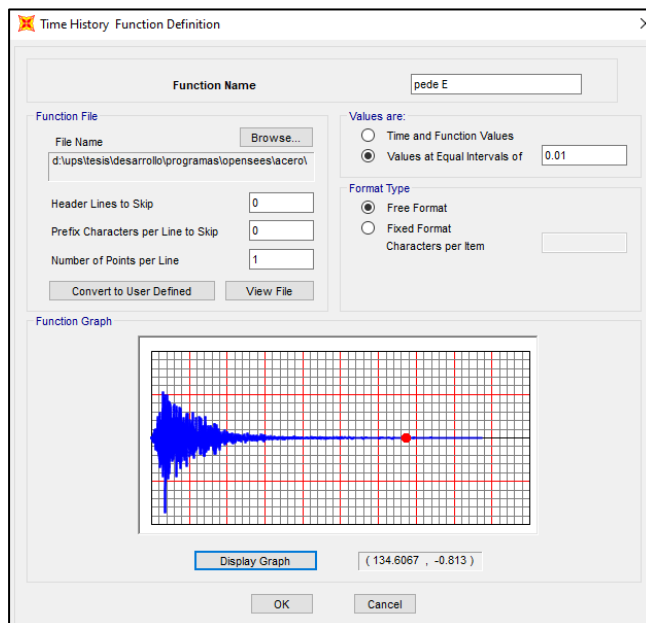 Time History Function Definition
Function Name
pede E
Function File
File Name
Browse...
d:\ups\tesis\desarrollo\programas\opensees\acero\
Header Lines to Skip
0
Prefix Characters per Line to Skip
0
Number of Points per Line
1
Convert to User Defined
View File
Values are:
Time and Function Values
Values at Equal Intervals of
0.01
Format Type
Free Format
Fixed Format
Characters per Item
Function Graph
Display Graph
( 134.6067 , -0.813 )
OK
Cancel